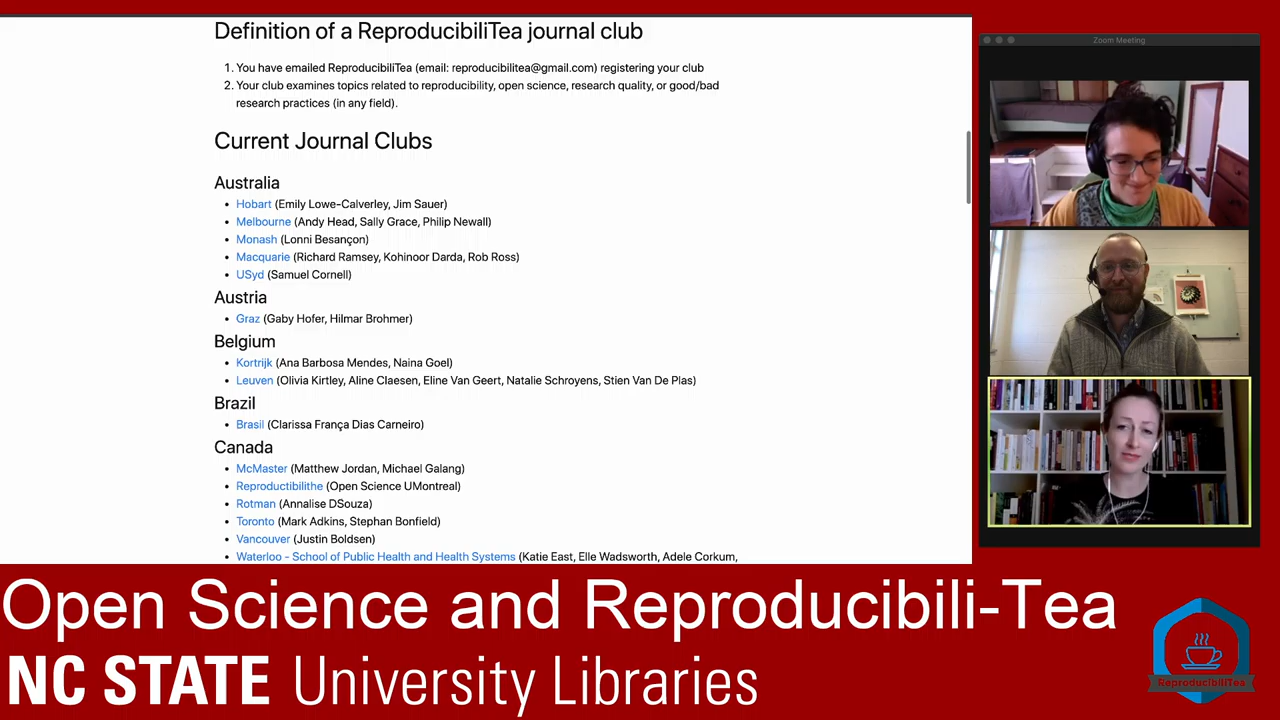 Definition of a ReproducibiliTea journal club
1. You have emailed ReproducibiliTea (email: reproducibilitea@gmail.com) registering your club
2. Your club examines topics related to reproducibility, open science, research quality, or good/bad
research practices (in any field).
Current Journal Clubs
Australia
• Hobart (Emily Lowe-Calverley, Jim Sauer)
• Melbourne (Andy Head, Sally Grace, Philip Newall)
• Monash (Lonni Besançon)
• Macquarie (Richard Ramsey, Kohinoor Darda, Rob Ross)
• USyd (Samuel Cornell)
Austria
• Graz (Gaby Hofer, Hilmar Brohmer)
Belgium
• Kortrijk (Ana Barbosa Mendes, Naina Goel)
• Leuven (Olivia Kirtley, Aline Claesen, Eline Van Geert, Natalie Schroyens, Stien Van De Plas)
Brazil
• Brasil (Clarissa França Dias Carneiro)
Canada
• McMaster (Matthew Jordan, Michael Galang)
• Reproductibilithe (Open Science UMontreal)
• Rotman (Annalise DSouza)
• Toronto (Mark Adkins, Stephan Bonfield)
• Vancouver (Justin Boldsen)
• Waterloo - School of Public Health and Health Systems (Katie East, Elle Wadsworth, Adele Corkum,
Zoom Meeting
Open Science and Reproducibili-Tea
NC STATE University Libraries
ReproducibiliTea